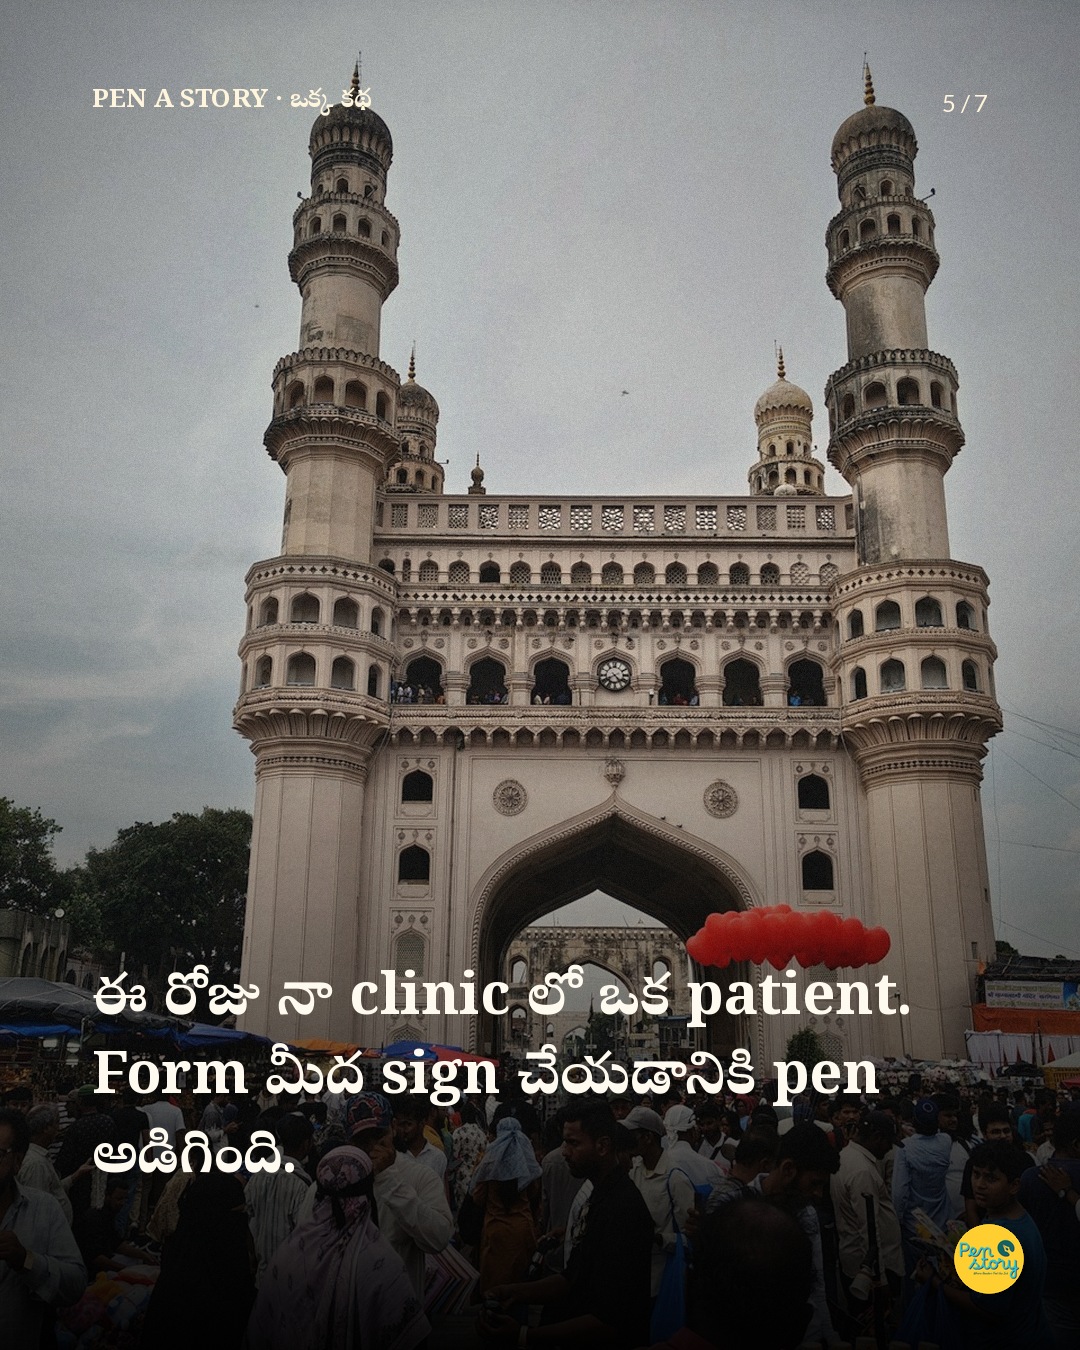 PEN A STORY · ఒక్క కథ
5 / 7
ఈ రోజు నా clinic లో ఒక patient.
Form మీద sign చేయడానికి pen
అడిగింది.
Pen
story